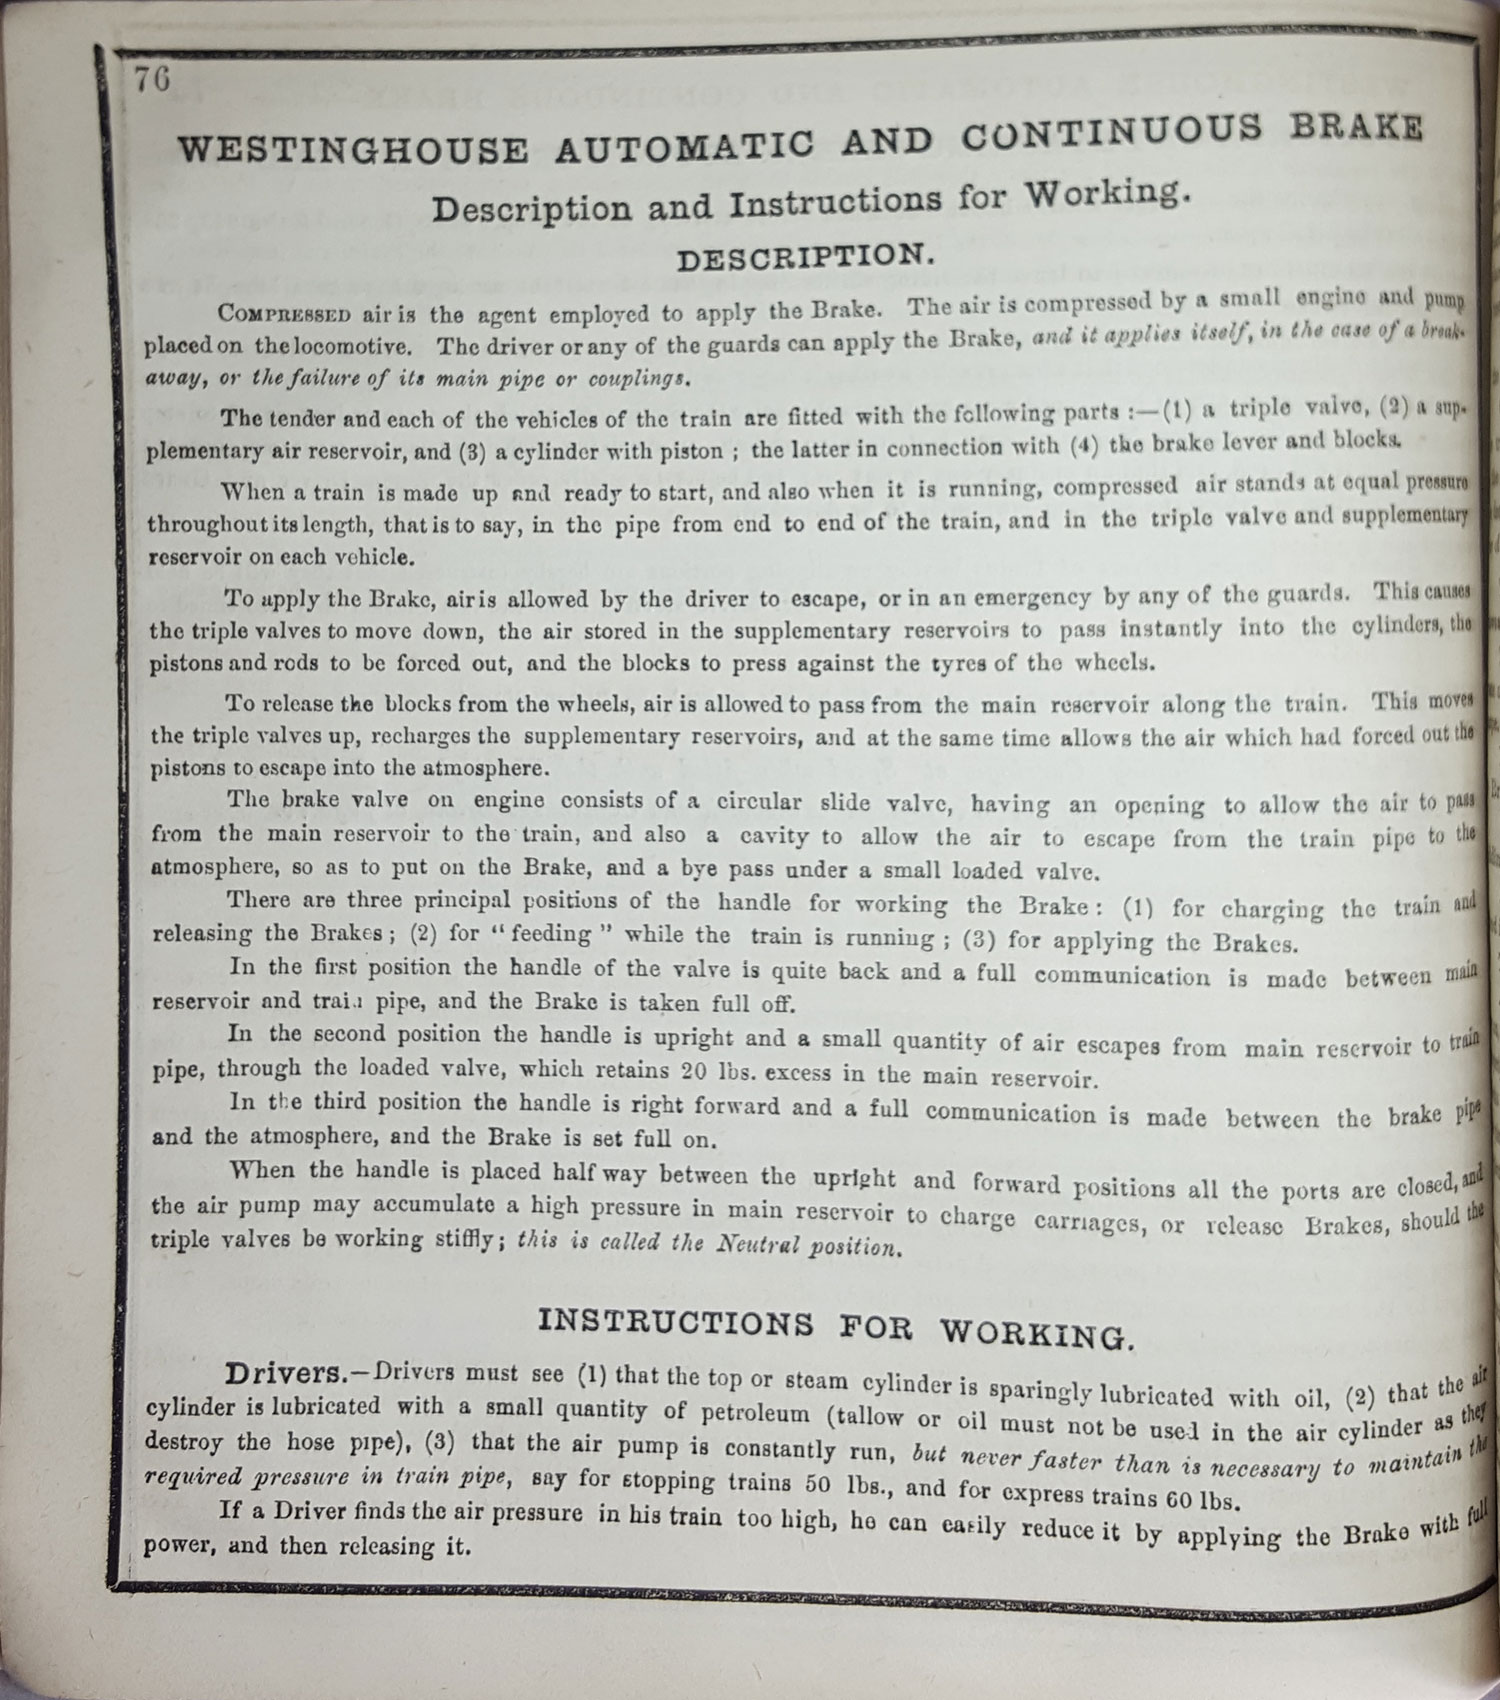 76
WESTINGHOUSE AUTOMATIC AND CONTINUOUS BRAKE
Description and Instructions for Working.
DESCRIPTION.
COMPRESSED air is the agent employed to apply the Brake. The air is compressed by a small engine and pump
placed on the locomotive. The driver or any of the guards can apply the Brake, and it applies itself, in the case of a break-
away, or the failure of its main pipe or couplings.
The tender and each of the vehicles of the train are fitted with the following parts :—(1) a triple valve, (2) a sup-
plementary air reservoir, and (3) a cylinder with piston ; the latter in connection with (4) the brake lever and blocks.
When a train is made up and ready to start, and also when it is running, compressed air stands at equal pressure
throughout its length, that is to say, in the pipe from end to end of the train, and in the triple valve and supplementary
reservoir on each vehicle.
To apply the Brake, air is allowed by the driver to escape, or in an emergency by any of the guards. This causes
the triple valves to move down, the air stored in the supplementary reservoirs to pass instantly into the cylinders, the
pistons and rods to be forced out, and the blocks to press against the tyres of the wheels.
To release the blocks from the wheels, air is allowed to pass from the main reservoir along the train. This moves
the triple valves up, recharges the supplementary reservoirs, and at the same time allows the air which had forced out the
pistons to escape into the atmosphere.
The brake valve on engine consists of a circular slide valve, having an opening to allow the air to pass
from the main reservoir to the train, and also a cavity to allow the air to escape from the train pipe to the
atmosphere, so as to put on the Brake, and a bye pass under a small loaded valve.
There are three principal positions of the handle for working the Brake : (1) for charging the train and
releasing the Brakes ; (2) for “ feeding ” while the train is running ; (3) for applying the Brakes.
In the first position the handle of the valve is quite back and a full communication is made between main
reservoir and train pipe, and the Brake is taken full off.
In the second position the handle is upright and a small quantity of air escapes from main reservoir to train
pipe, through the loaded valve, which retains 20 lbs. excess in the main reservoir.
In the third position the handle is right forward and a full communication is made between the brake pipe
and the atmosphere, and the Brake is set full on.
When the handle is placed half way between the upright and forward positions all the ports are closed, and
the air pump may accumulate a high pressure in main reservoir to charge carriages, or release Brakes, should the
triple valves be working stiffly; this is called the Neutral position.
INSTRUCTIONS FOR WORKING.
Drivers.—Drivers must see (1) that the top or steam cylinder is sparingly lubricated with oil, (2) that the air
cylinder is lubricated with a small quantity of petroleum (tallow or oil must not be used in the air cylinder as they
destroy the hose pipe), (3) that the air pump is constantly run, but never faster than is necessary to maintain the
required pressure in train pipe, say for stopping trains 50 lbs., and for express trains 60 lbs.
If a Driver finds the air pressure in his train too high, he can easily reduce it by applying the Brake with full
power, and then releasing it.